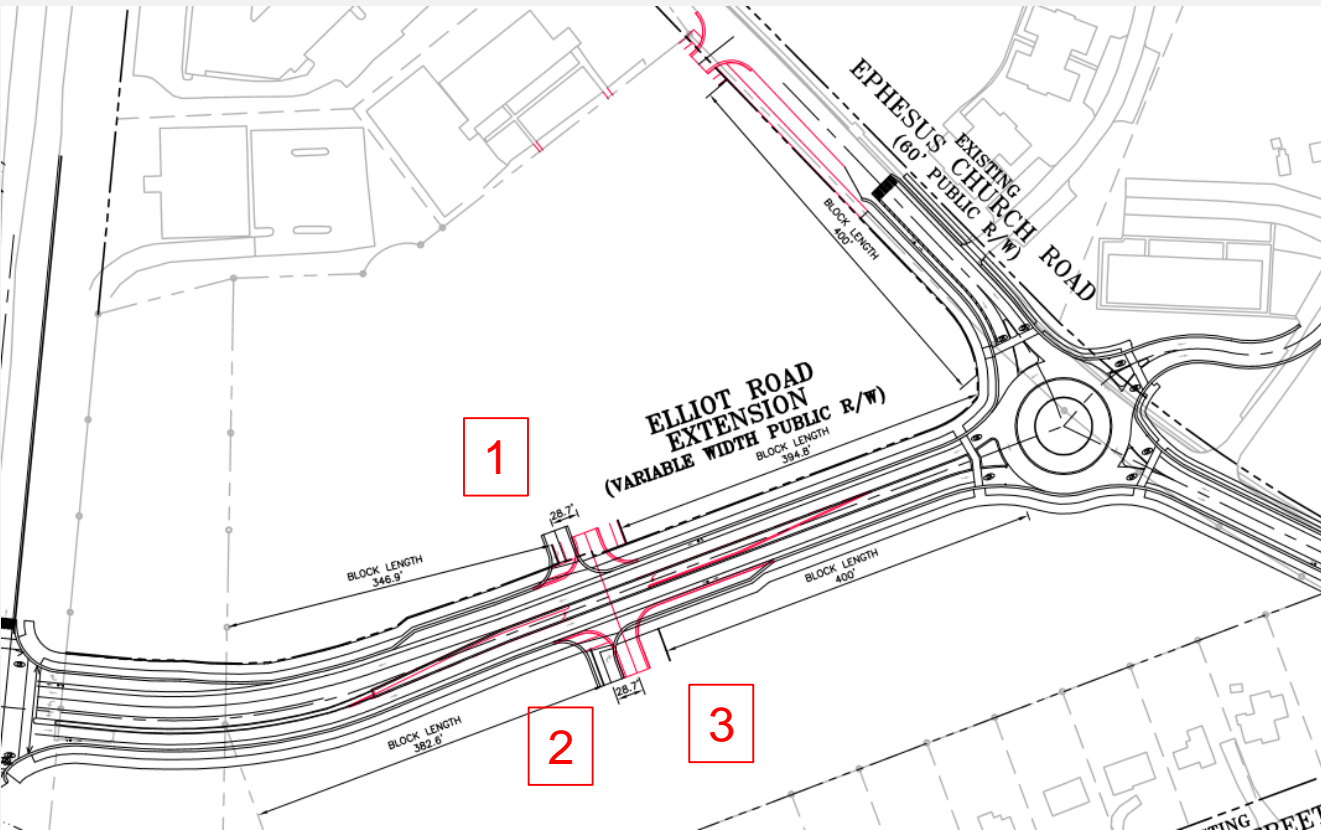 EPHESUS CHURCH ROAD
EXISTING
(60' PUBLIC R/W)
BLOCK LENGTH
400'
ELLIOT ROAD
EXTENSION
(VARIABLE WIDTH PUBLIC R/W)
BLOCK LENGTH
394.8'
1
28.7'
BLOCK LENGTH
346.9'
BLOCK LENGTH
400'
28.7'
BLOCK LENGTH
382.6'
2
3